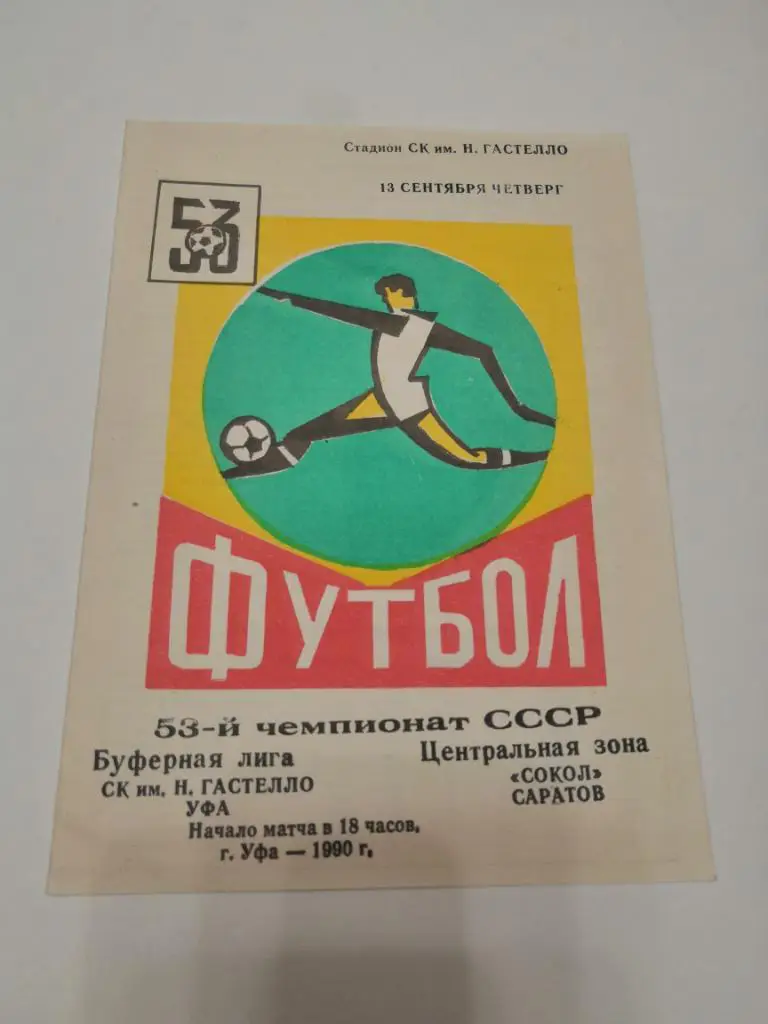 Стадион СК им. Н. ГАСТЕЛЛО
13 СЕНТЯБРЯ ЧЕТВЕРГ
53
ФУТБОЛ
53-й чемпионат СССР
Буферная лига
Центральная зона
СК им. Н. ГАСТЕЛЛО
УФА
«СОКОЛ»
САРАТОВ
Начало матча в 18 часов.
г. Уфа — 1990 г.